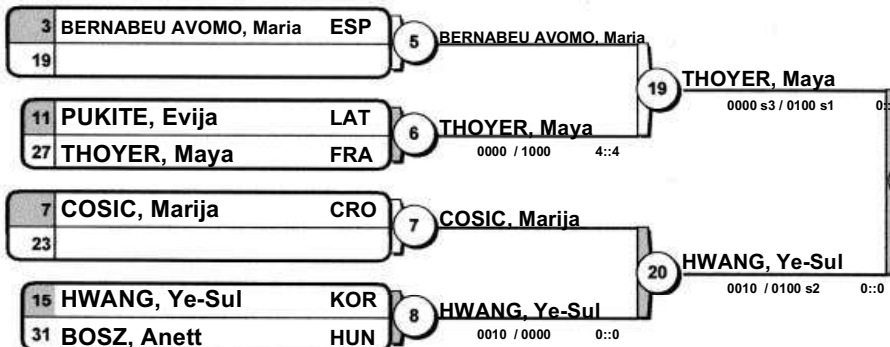 3 BERNABEU AVOMO, Maria ESP
19
5 BERNABEU AVOMO, Maria
11 PUKITE, Evija LAT
27 THOYER, Maya FRA
6 THOYER, Maya
0000 / 1000 4::4
19 THOYER, Maya
0000 s3 / 0100 s1 0::
7 COSIC, Marija CRO
23
7 COSIC, Marija
15 HWANG, Ye-Sul KOR
31 BOSZ, Anett HUN
8 HWANG, Ye-Sul
0010 / 0000 0::0
20 HWANG, Ye-Sul
0010 / 0100 s2 0::0